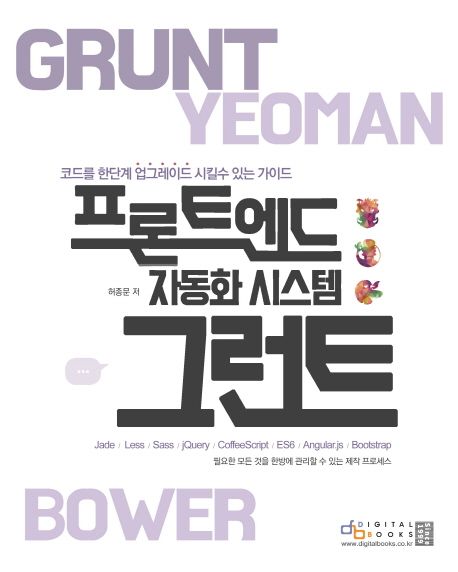 GRUNT
YEOMAN
코드를 한단계 업그레이드 시킬수 있는 가이드
프론트엔드
허종문 저
자동화 시스템
그런트
Jade / Less / Sass / jQuery / CoffeeScript / ES6 / Angular.js / Bootstrap
필요한 모든 것을 한방에 관리할 수 있는 제작 프로세스
BOWER
DIGITAL
BOOKS
since 1999
www.digitalbooks.co.kr